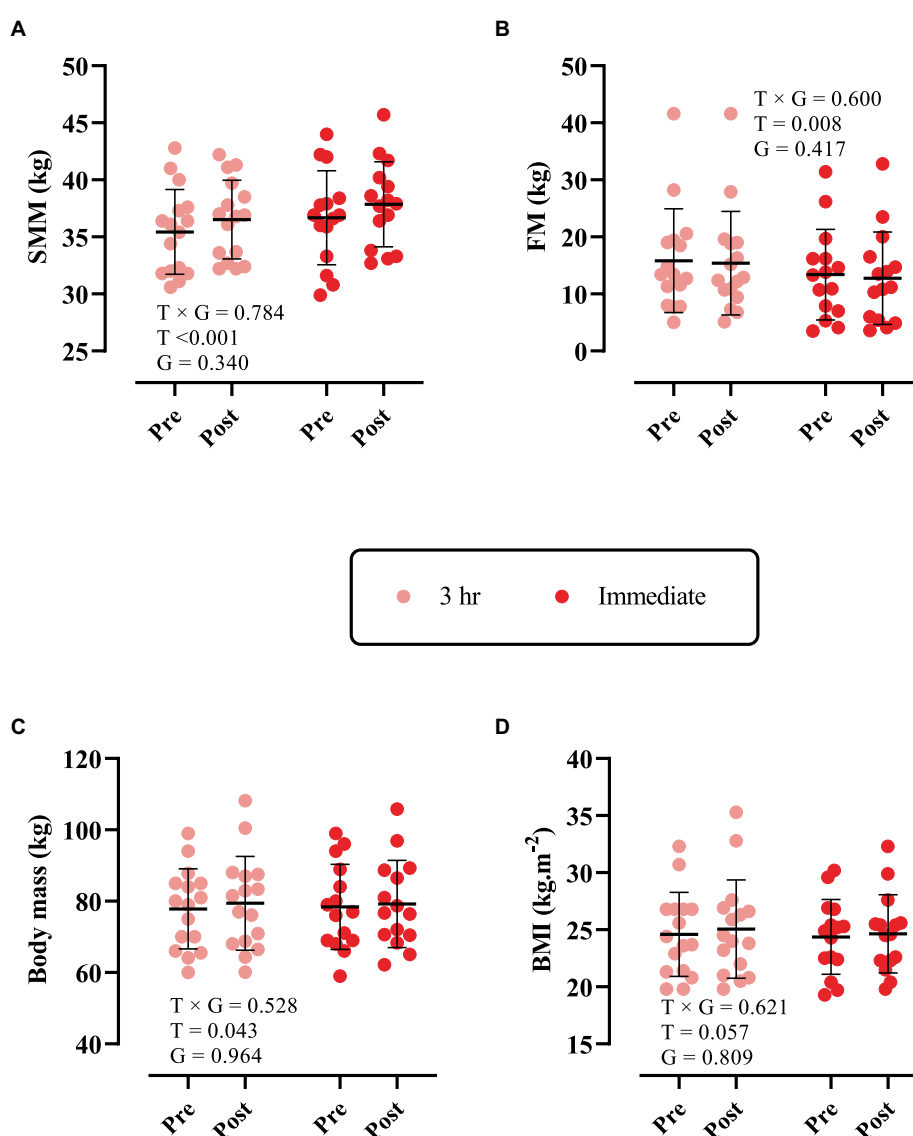 A
SMM (kg)
50
45
40
35
30
25
T × G = 0.784
T <0.001
G = 0.340
Pre
Post
Pre
Post
B
FM (kg)
50
40
30
20
10
0
T × G = 0.600
T = 0.008
G = 0.417
Pre
Post
Pre
Post
3 hr
Immediate
C
Body mass (kg)
120
100
80
60
40
T × G = 0.528
T = 0.043
G = 0.964
Pre
Post
Pre
Post
D
BMI (kg.m⁻²)
40
35
30
25
20
15
T × G = 0.621
T = 0.057
G = 0.809
Pre
Post
Pre
Post